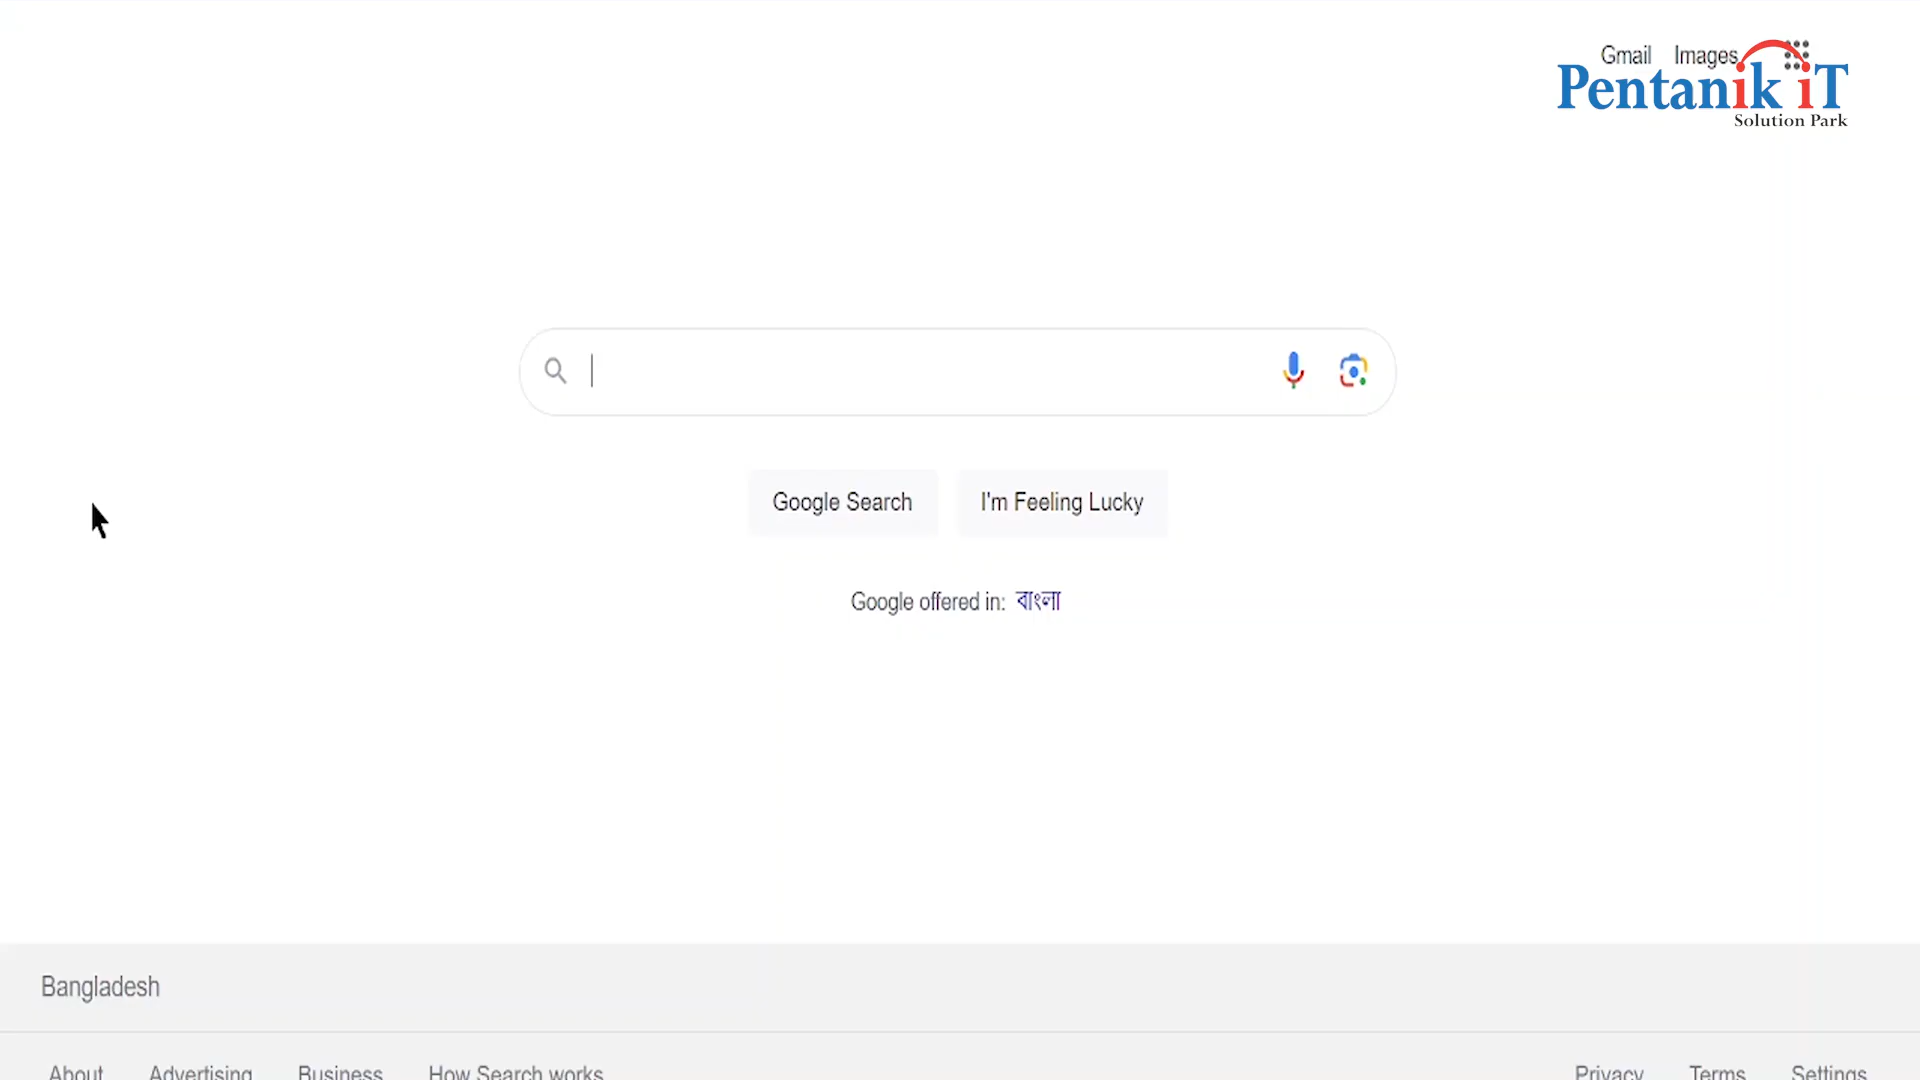 Gmail Images
Pentanik iT
Solution Park
Google Search I'm Feeling Lucky
Google offered in: বাংলা
Bangladesh
About Advertising Business How Search works Privacy Terms Settings